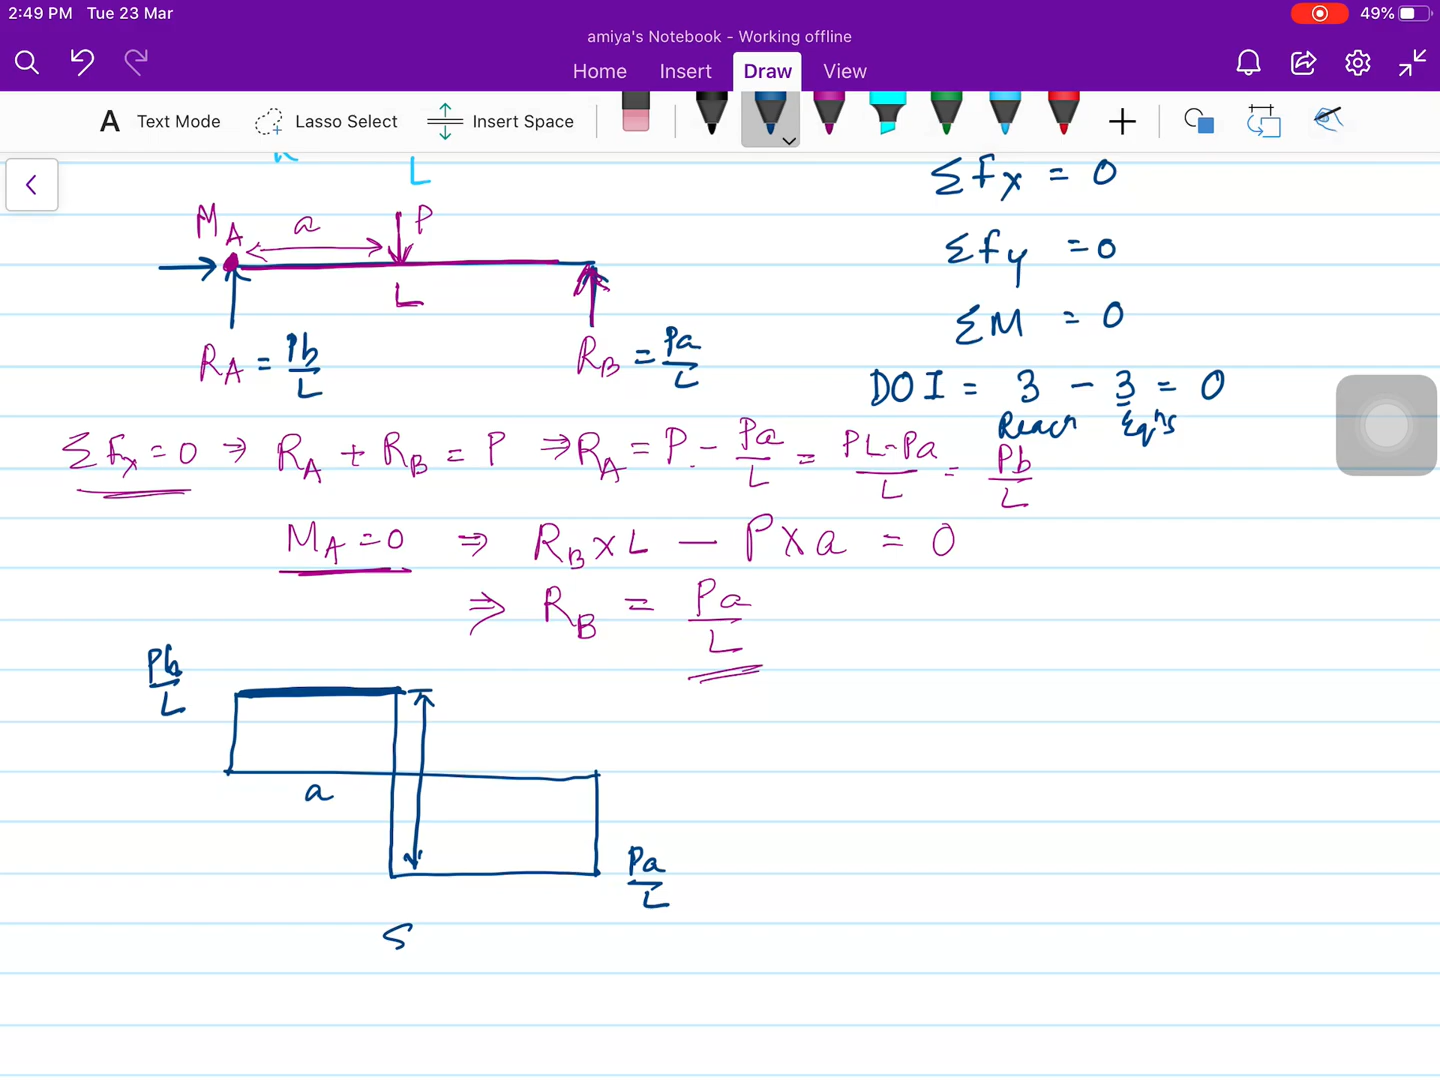 2:49 PM Tue 23 Mar 49%
amiya's Notebook - Working offline
Home Insert Draw View
A Text Mode Lasso Select Insert Space
L
Σfx = 0
MA a P
Σfy = 0
L
ΣM = 0
RA = Pb/L RB = Pa/L
DOI = 3 - 3 = 0
Reacn Eqns
ΣFx = 0 ⇒ RA + RB = P ⇒ RA = P - Pa/L = PL-Pa/L = Pb/L
MA = 0 ⇒ RB x L - P x a = 0
⇒ RB = Pa/L
Pb/L
a
Pa/L
S